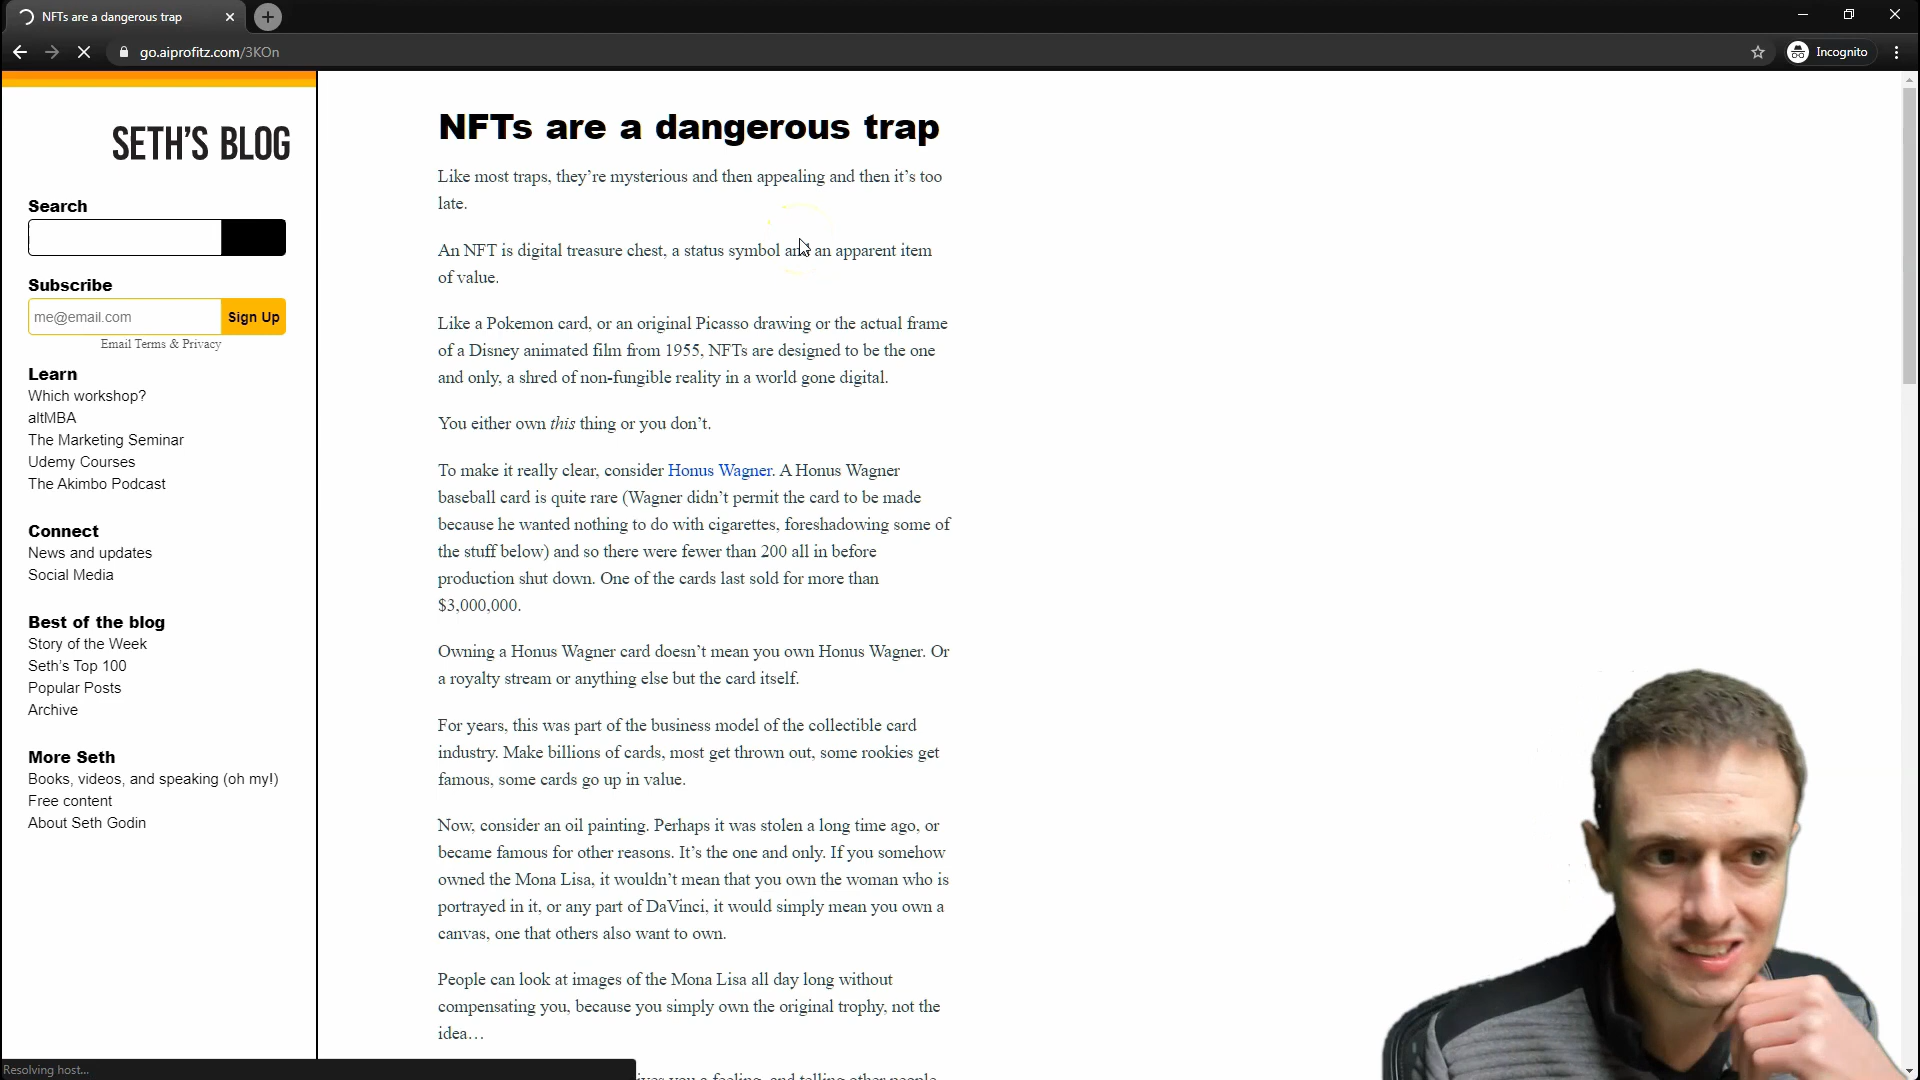 NFTs are a dangerous trap
go.aiprofitz.com/3KOn
Incognito
SETH'S BLOG
Search
Subscribe
me@email.com
Sign Up
Email Terms & Privacy
Learn
Which workshop?
altMBA
The Marketing Seminar
Udemy Courses
The Akimbo Podcast
Connect
News and updates
Social Media
Best of the blog
Story of the Week
Seth's Top 100
Popular Posts
Archive
More Seth
Books, videos, and speaking (oh my!)
Free content
About Seth Godin
NFTs are a dangerous trap
Like most traps, they're mysterious and then appealing and then it's too
late.
An NFT is digital treasure chest, a status symbol and an apparent item
of value.
Like a Pokemon card, or an original Picasso drawing or the actual frame
of a Disney animated film from 1955, NFTs are designed to be the one
and only, a shred of non-fungible reality in a world gone digital.
You either own this thing or you don't.
To make it really clear, consider Honus Wagner. A Honus Wagner
baseball card is quite rare (Wagner didn't permit the card to be made
because he wanted nothing to do with cigarettes, foreshadowing some of
the stuff below) and so there were fewer than 200 all in before
production shut down. One of the cards last sold for more than
$3,000,000.
Owning a Honus Wagner card doesn't mean you own Honus Wagner. Or
a royalty stream or anything else but the card itself.
For years, this was part of the business model of the collectible card
industry. Make billions of cards, most get thrown out, some rookies get
famous, some cards go up in value.
Now, consider an oil painting. Perhaps it was stolen a long time ago, or
became famous for other reasons. It's the one and only. If you somehow
owned the Mona Lisa, it wouldn't mean that you own the woman who is
portrayed in it, or any part of DaVinci, it would simply mean you own a
canvas, one that others also want to own.
People can look at images of the Mona Lisa all day long without
compensating you, because you simply own the original trophy, not the
idea…
you a feeling, and telling other people
Resolving host...